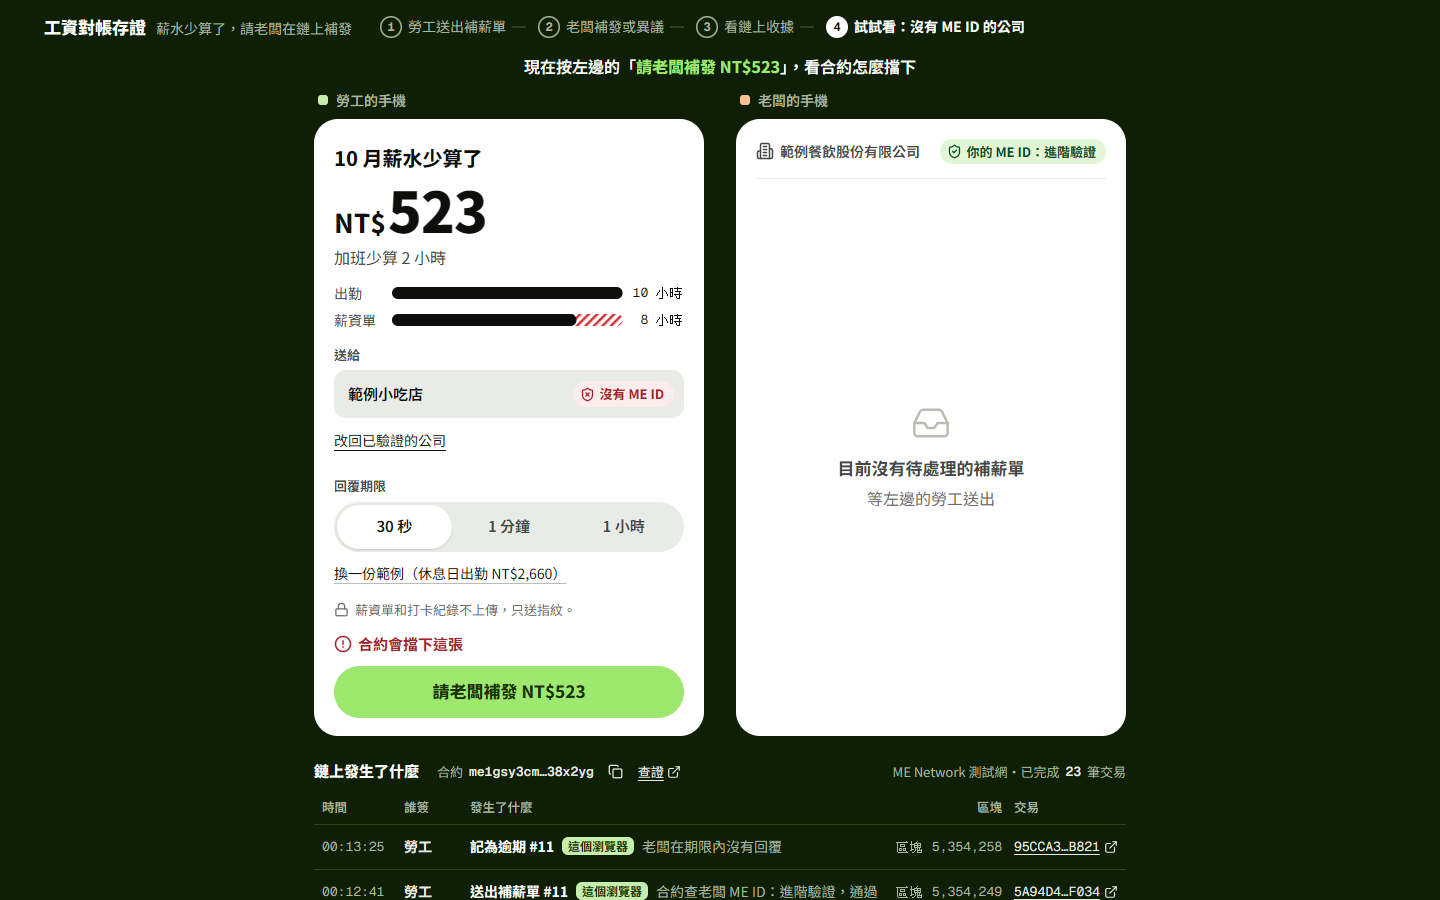 工資對帳存證 薪水少算了，請老闆在鏈上補發 1 勞工送出補薪單 2 老闆補發或異議 3 看鏈上收據 4 試試看：沒有 ME ID 的公司
現在按左邊的「請老闆補發 NT$523」，看合約怎麼擋下
勞工的手機
10 月薪水少算了
NT$523
加班少算 2 小時
出勤 10 小時
薪資單 8 小時
送給
範例小吃店 沒有 ME ID
改回已驗證的公司
回覆期限
30 秒 1 分鐘 1 小時
換一份範例（休息日出勤 NT$2,660）
薪資單和打卡紀錄不上傳，只送指紋。
合約會擋下這張
請老闆補發 NT$523
老闆的手機
範例餐飲股份有限公司 你的 ME ID：進階驗證
目前沒有待處理的補薪單
等左邊的勞工送出
鏈上發生了什麼 合約 me1gsy3cm…38x2yg 查證 ME Network 測試網・已完成 23 筆交易
時間 誰簽 發生了什麼 區塊 交易
00:13:25 勞工 記為逾期 #11 這個瀏覽器 老闆在期限內沒有回覆 區塊 5,354,258 95CCA3…B821
00:12:41 勞工 送出補薪單 #11 這個瀏覽器 合約查老闆 ME ID：進階驗證，通過 區塊 5,354,249 5A94D4…F034